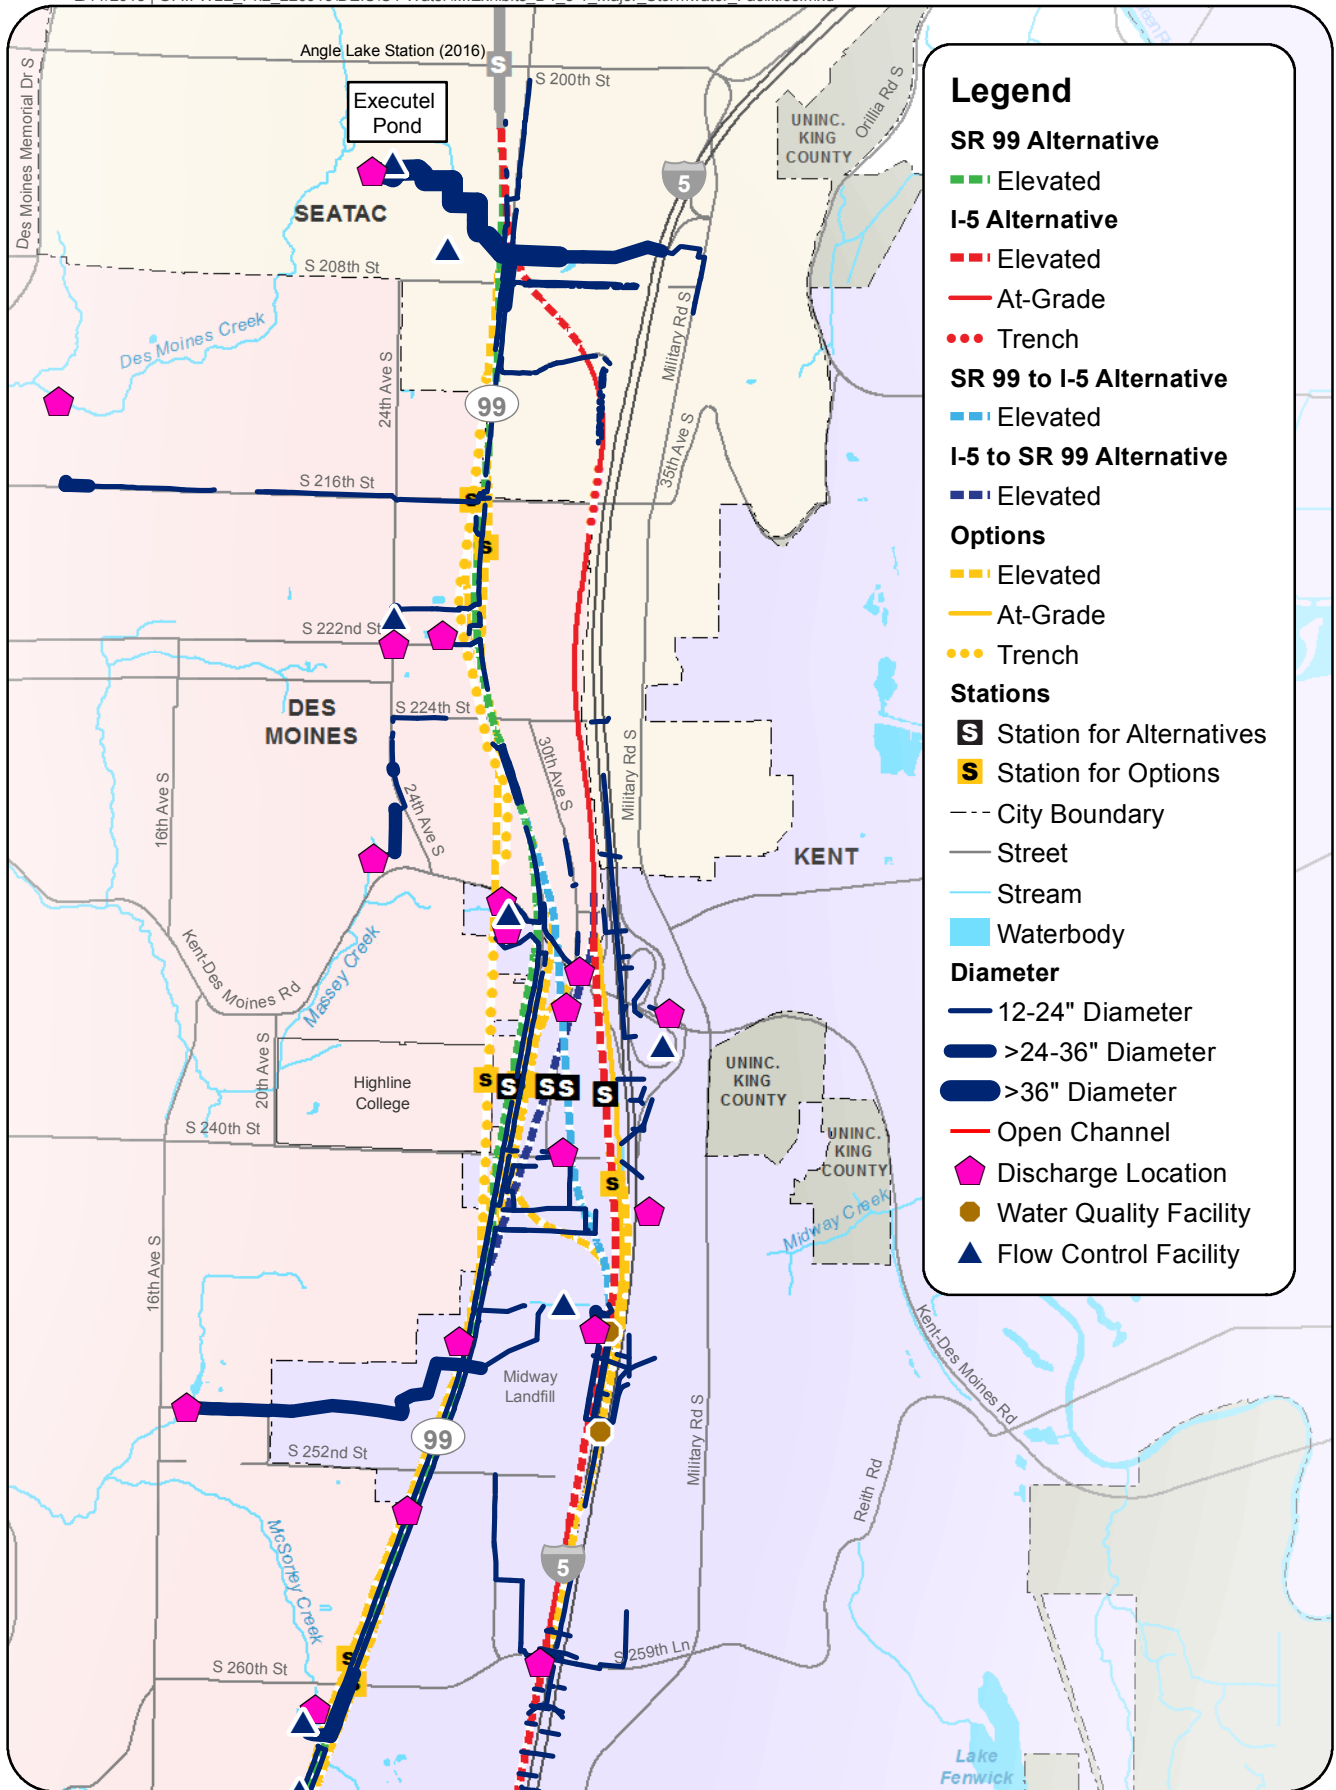 Angle Lake Station (2016)
S
S 200th St
Des Moines Memorial Dr S
Executel
Pond
UNINC.
KING
COUNTY
Orillia Rd S
5
SEATAC
S 208th St
Des Moines Creek
24th Ave S
Military Rd S
99
35th Ave S
S 216th St
S
S
S 222nd St
DES
MOINES
S 224th St
30th Ave S
Military Rd S
16th Ave S
24th Ave S
KENT
Kent-Des Moines Rd
Massey Creek
20th Ave S
Highline
College
S
S
S
S
S
UNINC.
KING
COUNTY
S 240th St
UNINC.
KING
COUNTY
S
Midway Creek
16th Ave S
Midway
Landfill
Kent-Des Moines Rd
99
S 252nd St
Military Rd S
Reith Rd
McSorley Creek
5
S 259th Ln
S 260th St
S
Lake
Fenwick
Legend
SR 99 Alternative
Elevated
I-5 Alternative
Elevated
At-Grade
Trench
SR 99 to I-5 Alternative
Elevated
I-5 to SR 99 Alternative
Elevated
Options
Elevated
At-Grade
Trench
Stations
S Station for Alternatives
S Station for Options
City Boundary
Street
Stream
Waterbody
Diameter
12-24" Diameter
>24-36" Diameter
>36" Diameter
Open Channel
Discharge Location
Water Quality Facility
Flow Control Facility